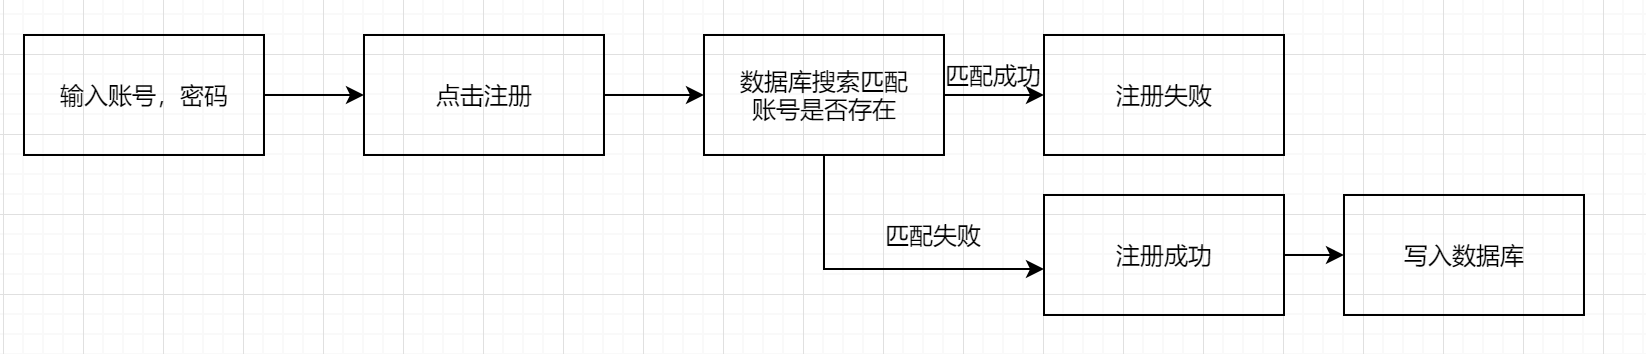 输入账号，密码
点击注册
数据库搜索匹配
账号是否存在
匹配成功
注册失败
匹配失败
注册成功
写入数据库